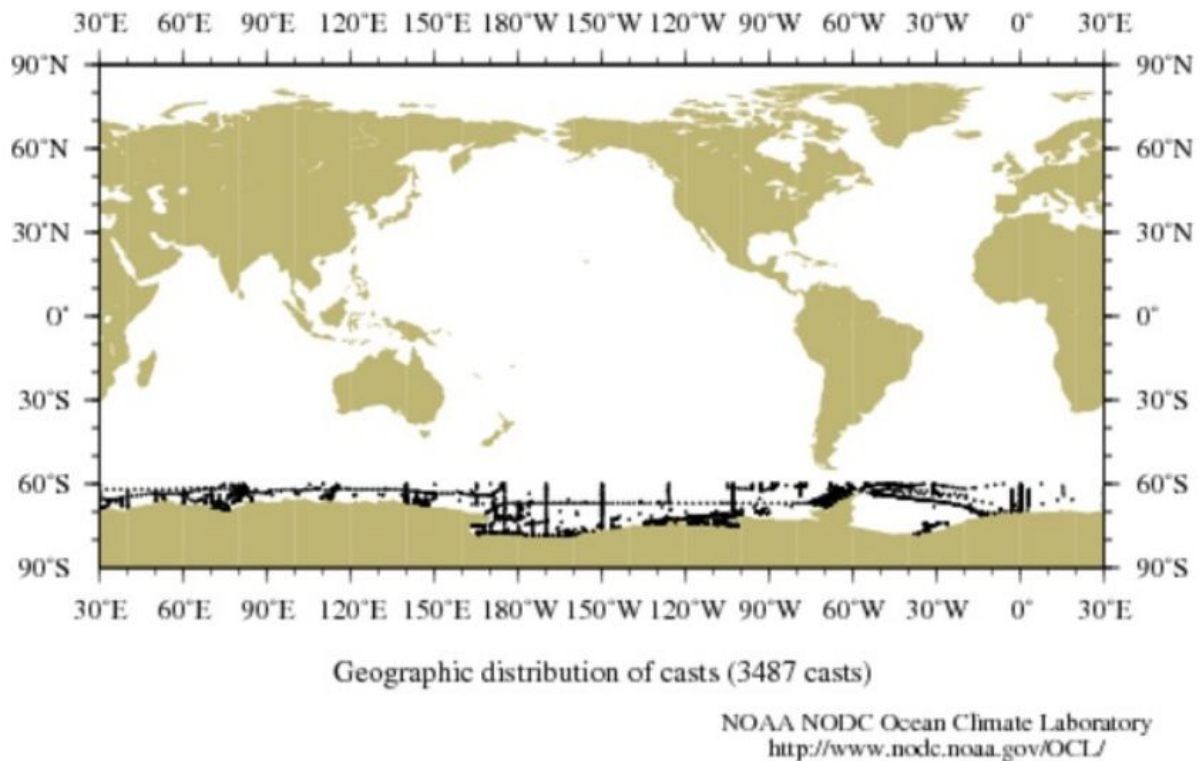 30°E 60°E 90°E 120°E 150°E 180°W 150°W 120°W 90°W 60°W 30°W 0° 30°E
90°N 90°N
60°N 60°N
30°N 30°N
0° 0°
30°S 30°S
60°S 60°S
90°S 90°S
30°E 60°E 90°E 120°E 150°E 180°W 150°W 120°W 90°W 60°W 30°W 0° 30°E
Geographic distribution of casts (3487 casts)
NOAA NODC Ocean Climate Laboratory
http://www.nodc.noaa.gov/OCL/